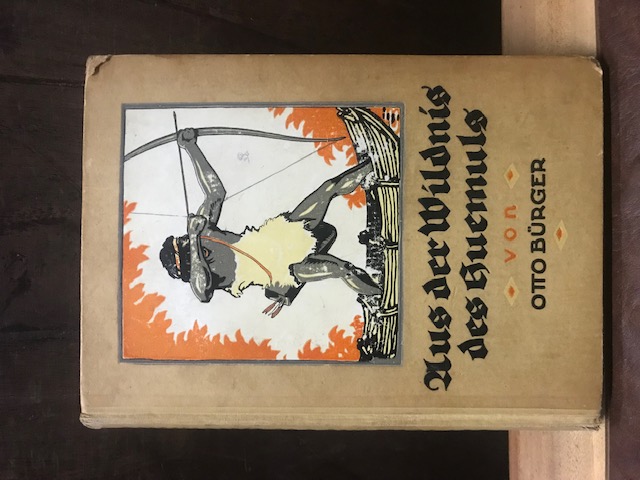 Aus der Wildnis
des Huemuls
von
OTTO BÜRGER